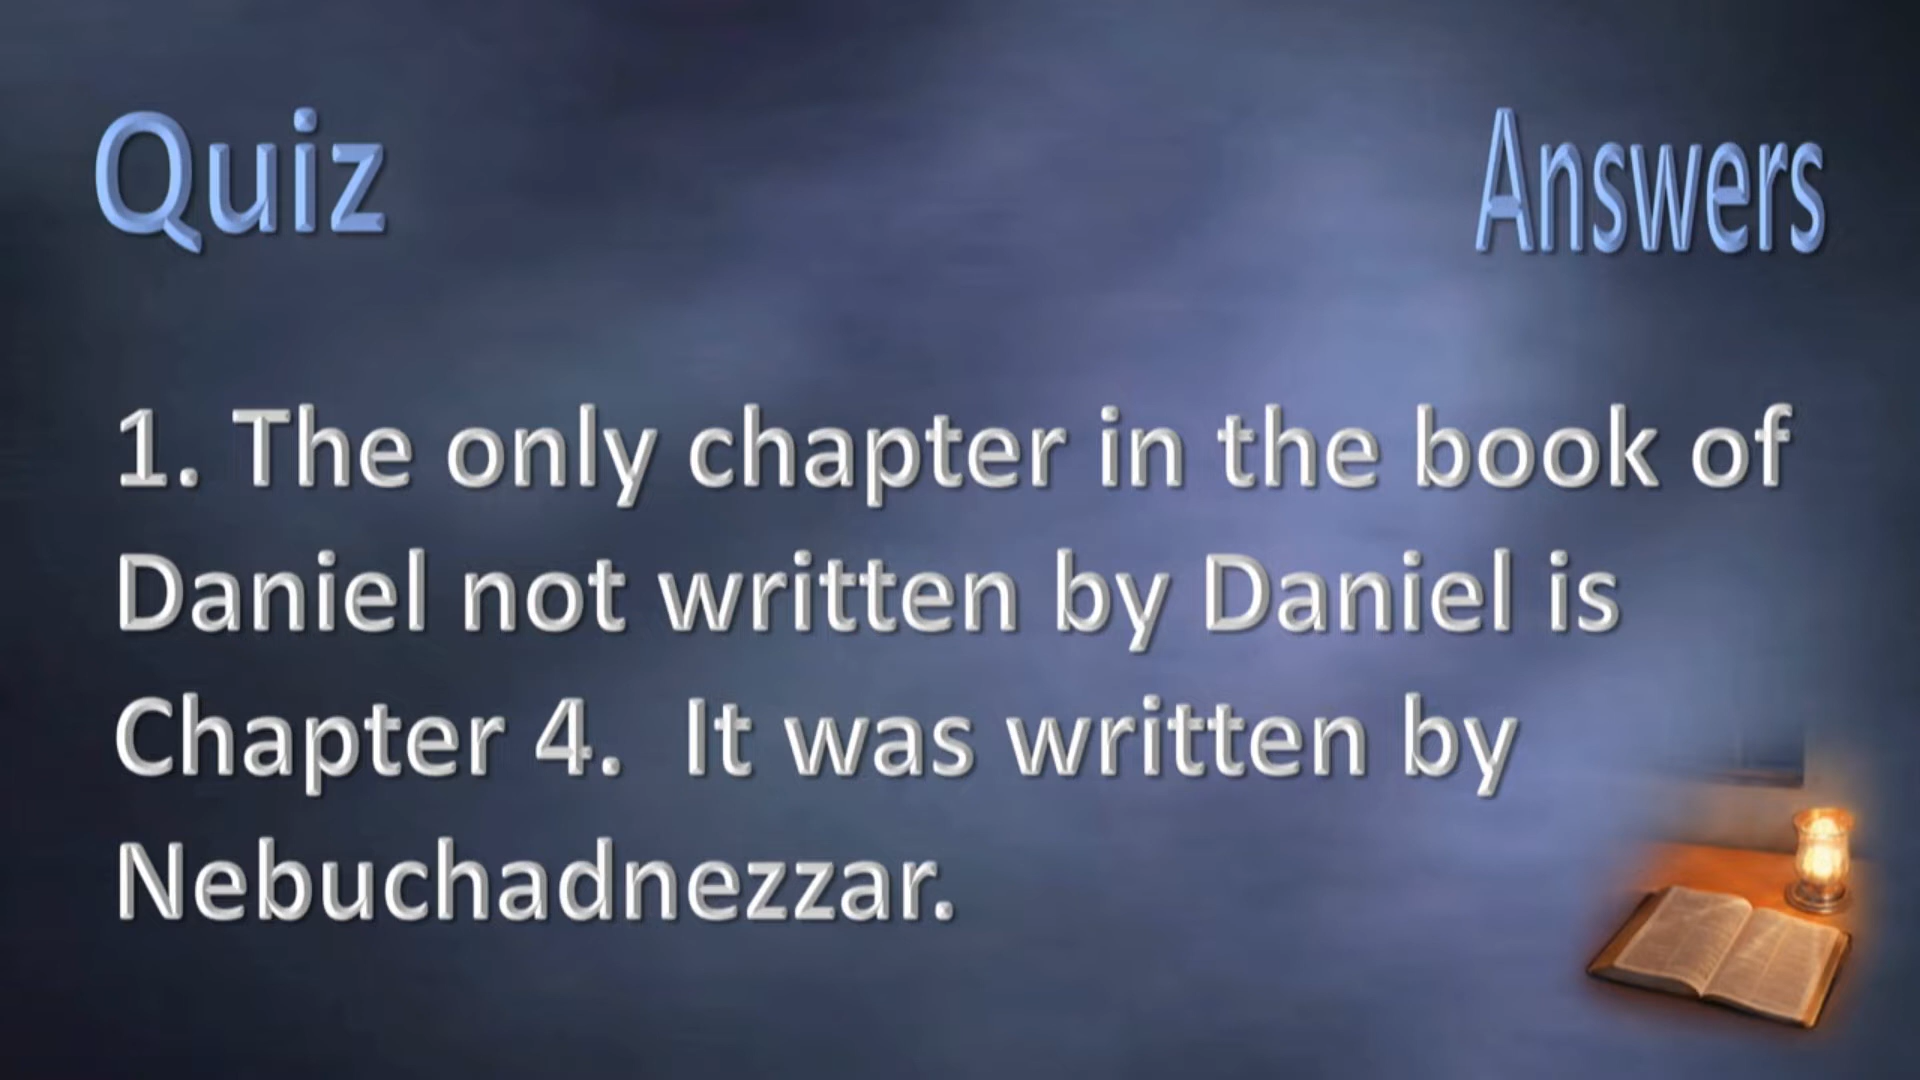 Quiz
Answers
1. The only chapter in the book of
Daniel not written by Daniel is
Chapter 4.  It was written by
Nebuchadnezzar.